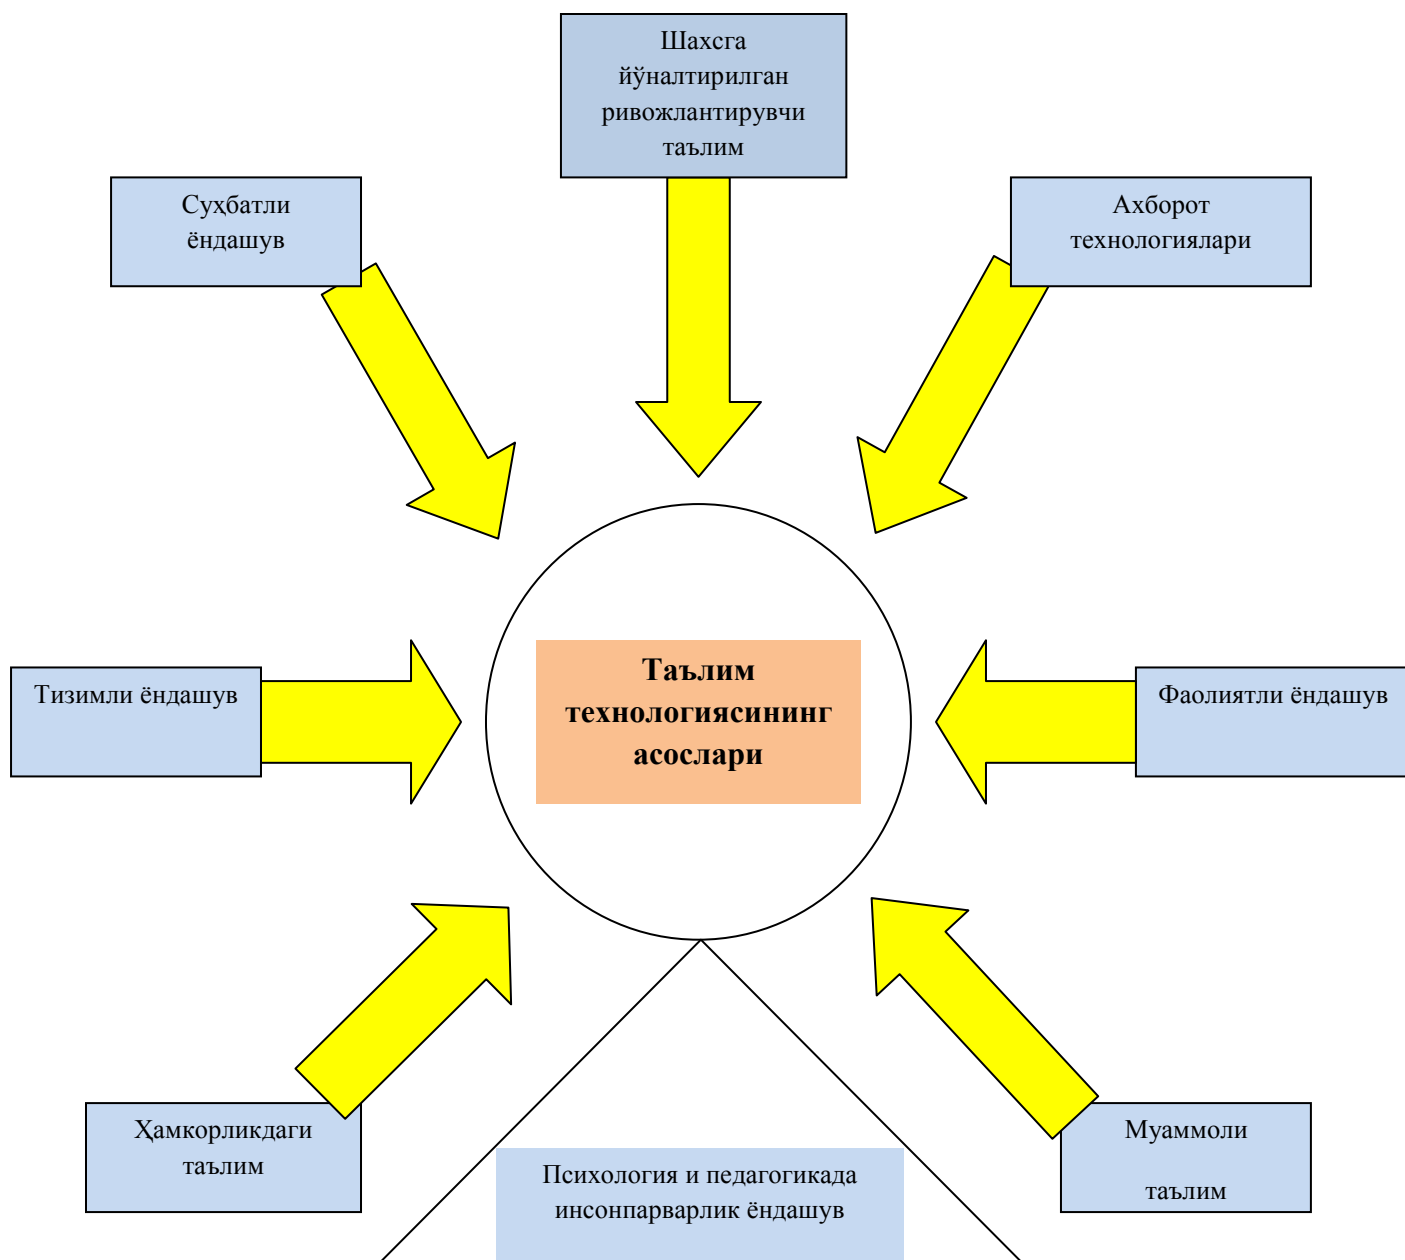 Шахсга
йўналтирилган
ривожлантирувчи
таълим
Суҳбатли
ёндашув
Ахборот
технологиялари
Таълим
технологиясининг
асослари
Тизимли ёндашув
Фаолиятли ёндашув
Ҳамкорликдаги
таълим
Психология и педагогикада
инсонпарварлик ёндашув
Муаммоли
таълим